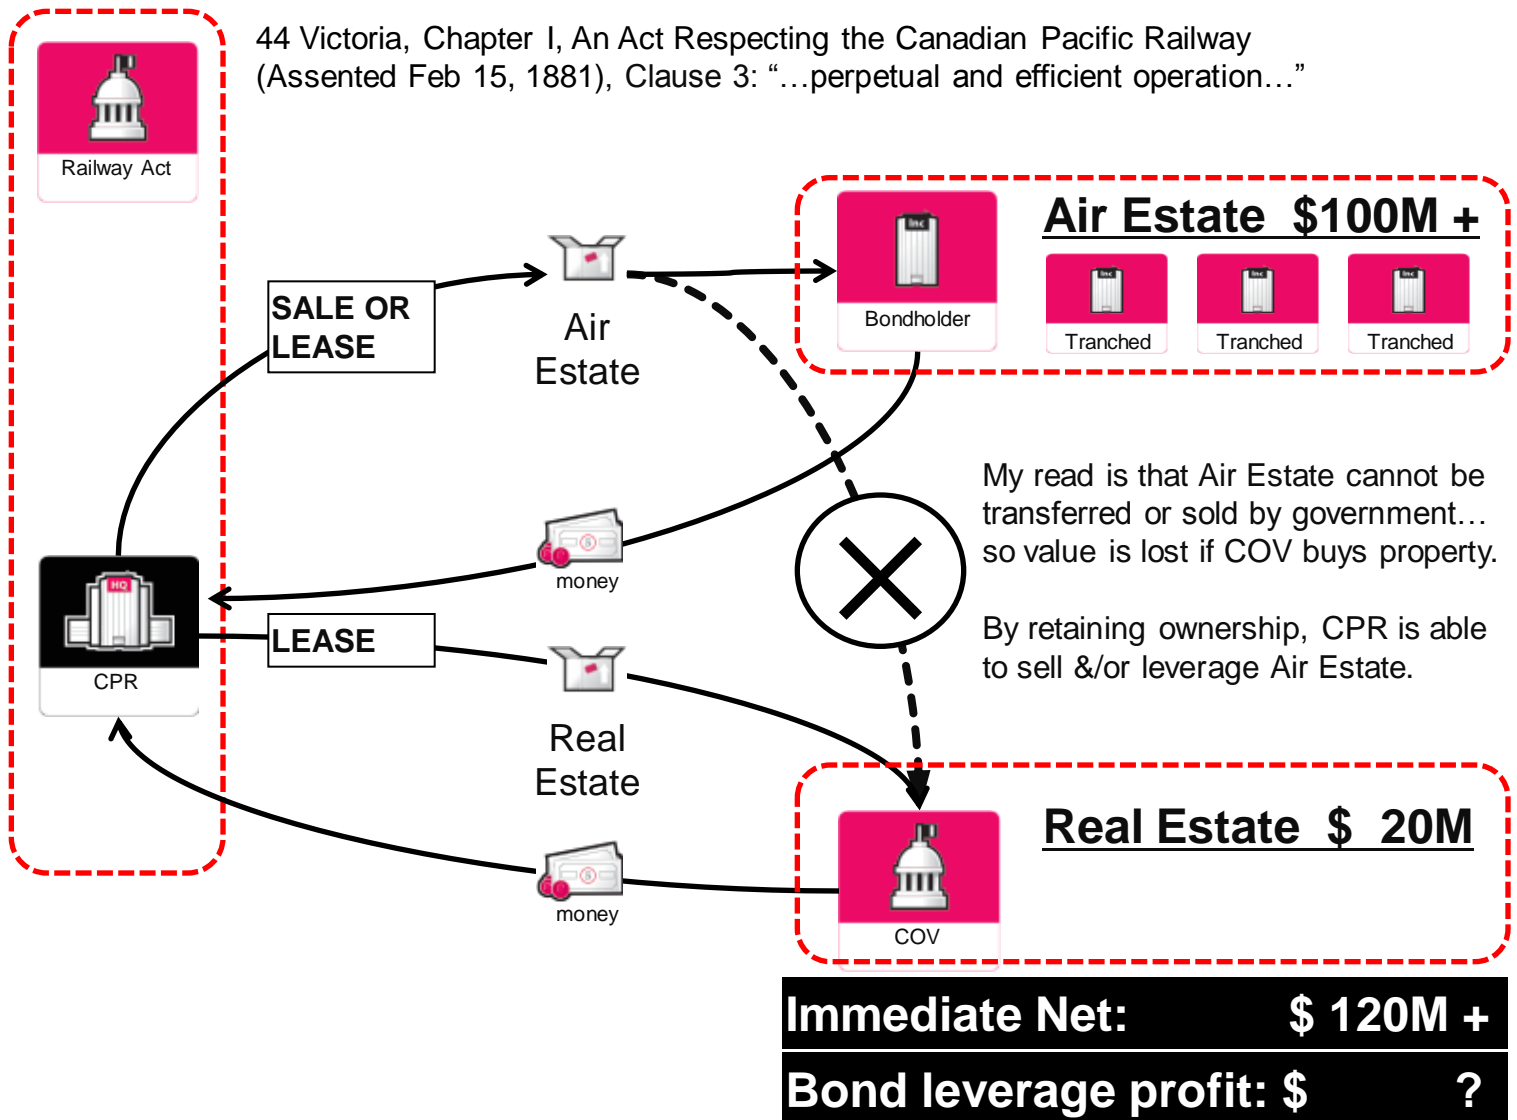 44 Victoria, Chapter I, An Act Respecting the Canadian Pacific Railway
(Assented Feb 15, 1881), Clause 3: “…perpetual and efficient operation…”
Railway Act
Air Estate $100M +
Bondholder
Tranched
Tranched
Tranched
SALE OR
LEASE
Air
Estate
My read is that Air Estate cannot be
transferred or sold by government…
so value is lost if COV buys property.
By retaining ownership, CPR is able
to sell &/or leverage Air Estate.
money
HQ
CPR
LEASE
Real
Estate
Real Estate $ 20M
money
COV
Immediate Net: $ 120M +
Bond leverage profit: $ ?